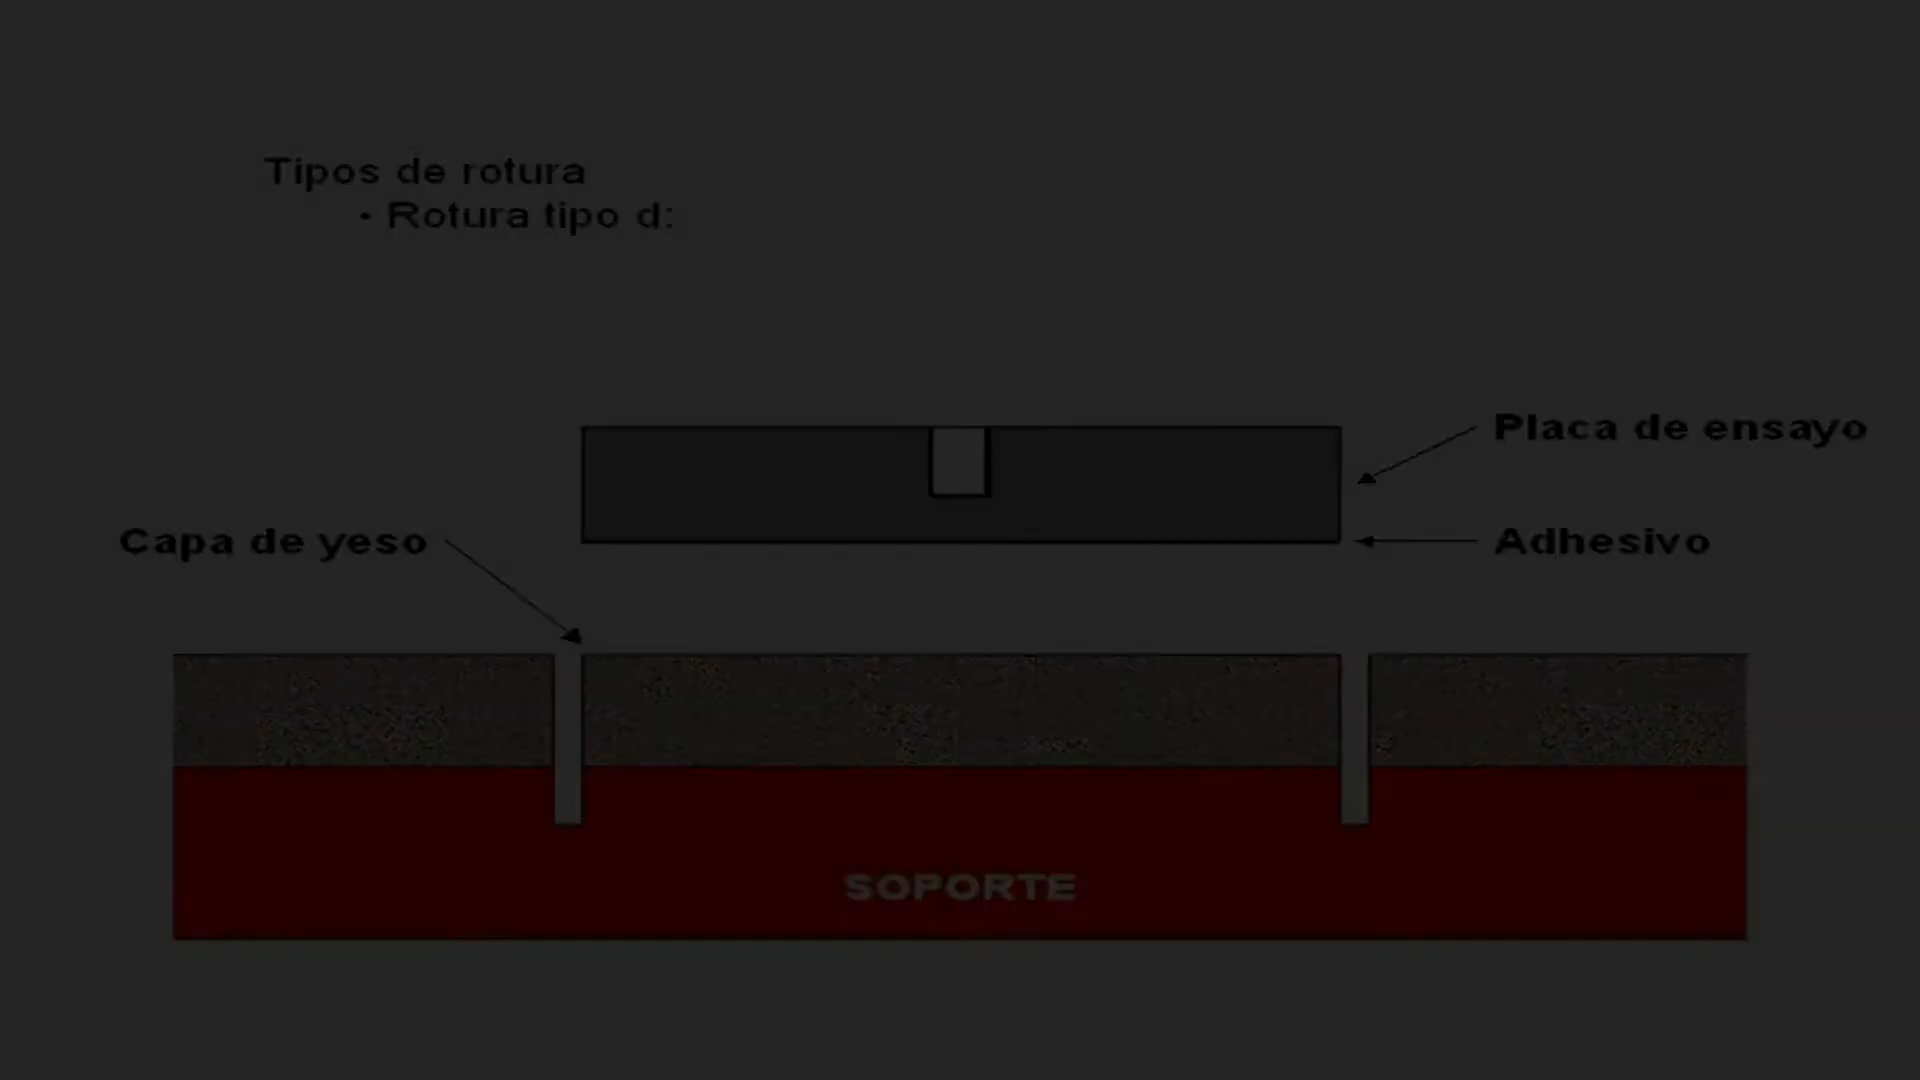 Tipos de rotura
• Rotura tipo d:
Placa de ensayo
Capa de yeso
Adhesivo
SOPORTE